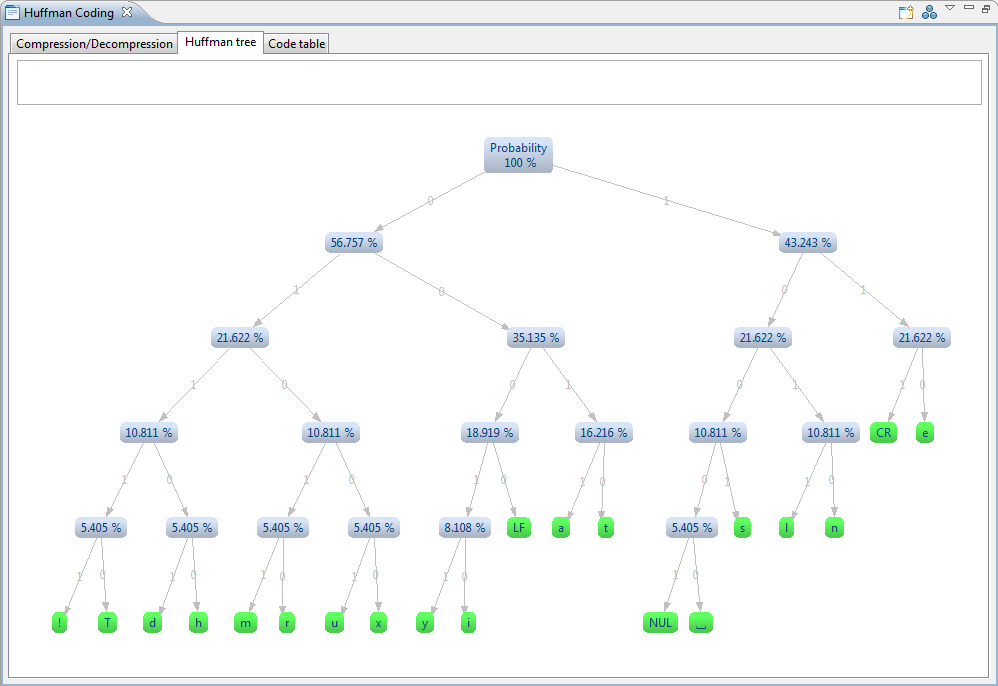 Huffman Coding
Compression/Decompression Huffman tree Code table
Probability
100 %
0 1
56.757 % 43.243 %
1 0 0 1
21.622 % 35.135 % 21.622 % 21.622 %
1 0 0 1 0 1 1 0
10.811 % 10.811 % 18.919 % 16.216 % 10.811 % 10.811 % CR e
1 0 1 0 1 0 1 0 0 1 1 0
5.405 % 5.405 % 5.405 % 5.405 % 8.108 % LF a t 5.405 % s l n
1 0 1 0 1 0 1 0 1 0 1 0
! T d h m r u x y i NUL ␣